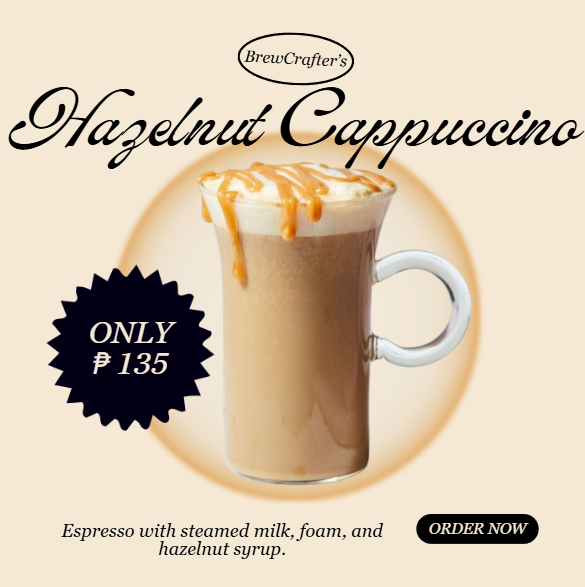 BrewCrafter's
Hazelnut Cappuccino
ONLY
₱ 135
Espresso with steamed milk, foam, and
hazelnut syrup.
ORDER NOW